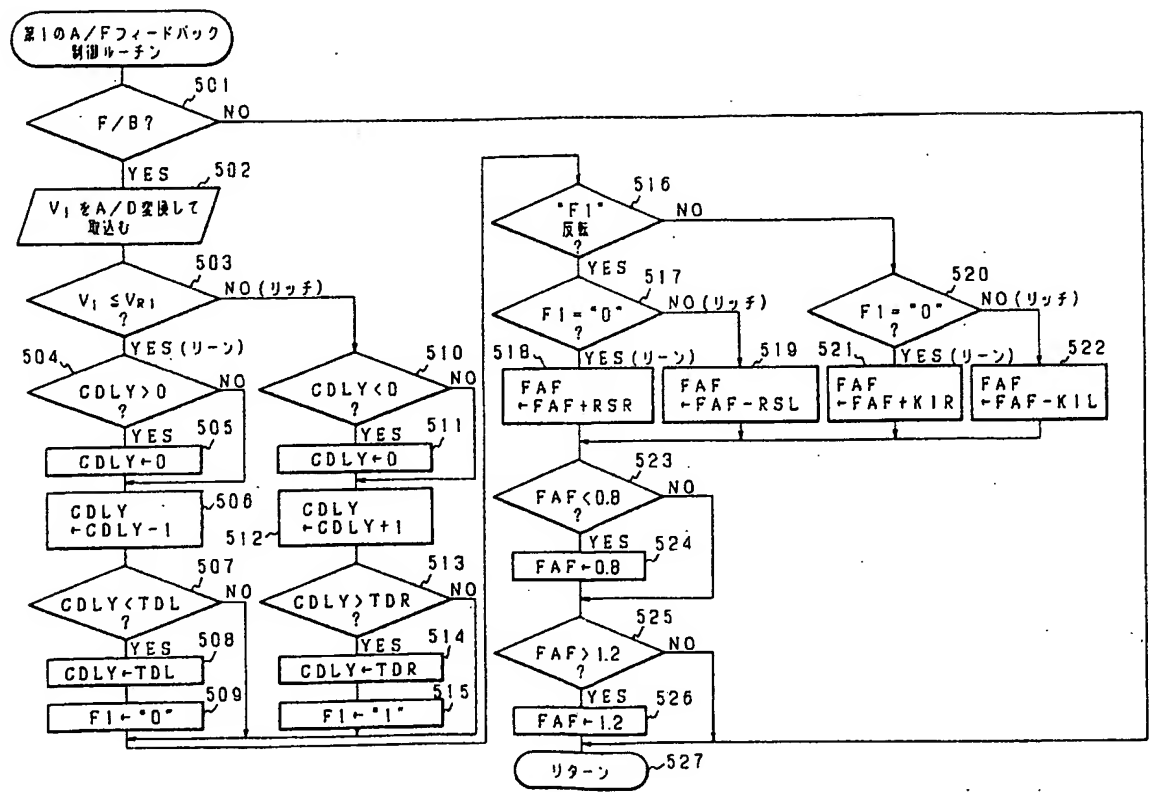 第1のA/Fフィードバック
制御ルーチン
501
F/B?
NO
YES
502
V1をA/D変換して
取込む
503
V1≦VR1
?
NO(リッチ)
YES(リーン)
504
CDLY>0
?
NO
YES
505
CDLY←0
506
CDLY
←CDLY-1
507
CDLY<TDL
?
NO
YES
508
CDLY←TDL
509
F1←"0"
510
CDLY<0
?
NO
YES
511
CDLY←0
512
CDLY
←CDLY+1
513
CDLY>TDR
?
NO
YES
514
CDLY←TDR
515
F1←"1"
516
"F1"
反転
?
NO
YES
517
F1="0"
?
NO(リッチ)
YES(リーン)
518
FAF
←FAF+RSR
519
FAF
←FAF-RSL
520
F1="0"
?
NO(リッチ)
YES(リーン)
521
FAF
←FAF+KIR
522
FAF
←FAF-KIL
523
FAF<0.8
?
NO
YES
524
FAF←0.8
525
FAF>1.2
?
NO
YES
526
FAF←1.2
リターン
527